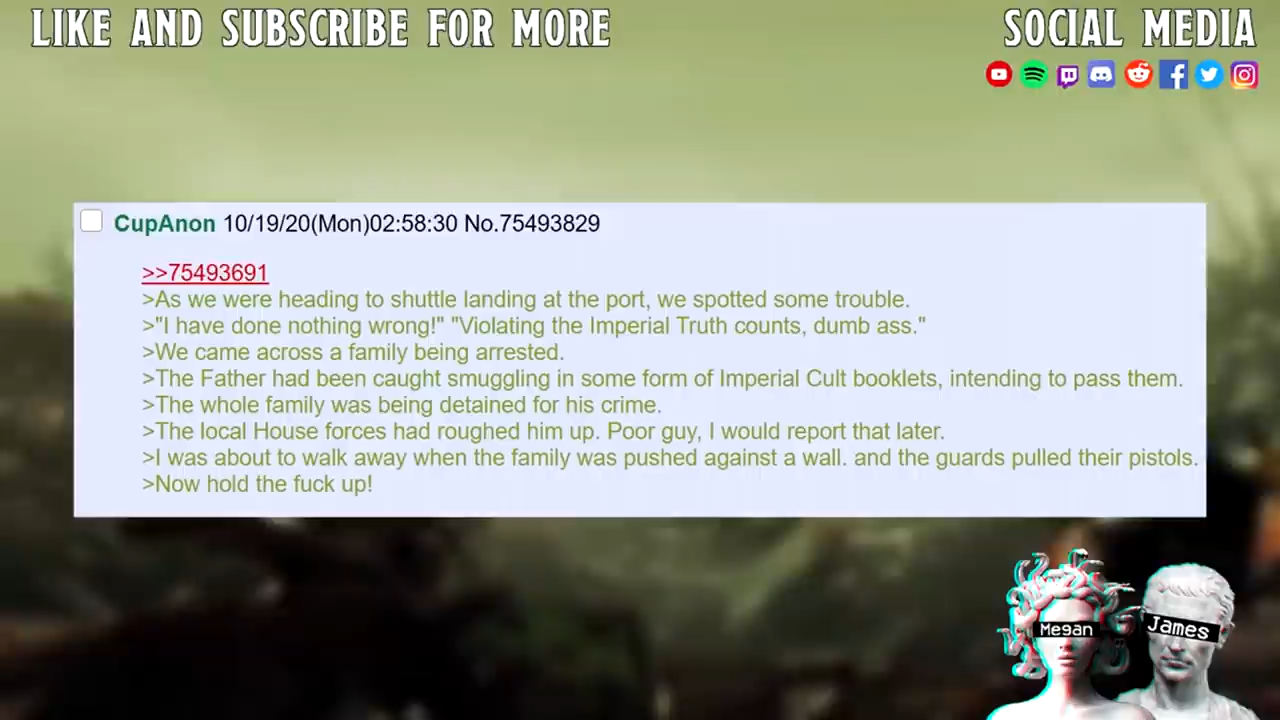 LIKE AND SUBSCRIBE FOR MORE
SOCIAL MEDIA
CupAnon 10/19/20(Mon)02:58:30 No.75493829
>>75493691
>As we were heading to shuttle landing at the port, we spotted some trouble.
>"I have done nothing wrong!" "Violating the Imperial Truth counts, dumb ass."
>We came across a family being arrested.
>The Father had been caught smuggling in some form of Imperial Cult booklets, intending to pass them.
>The whole family was being detained for his crime.
>The local House forces had roughed him up. Poor guy, I would report that later.
>I was about to walk away when the family was pushed against a wall. and the guards pulled their pistols.
>Now hold the fuck up!
Megan
James